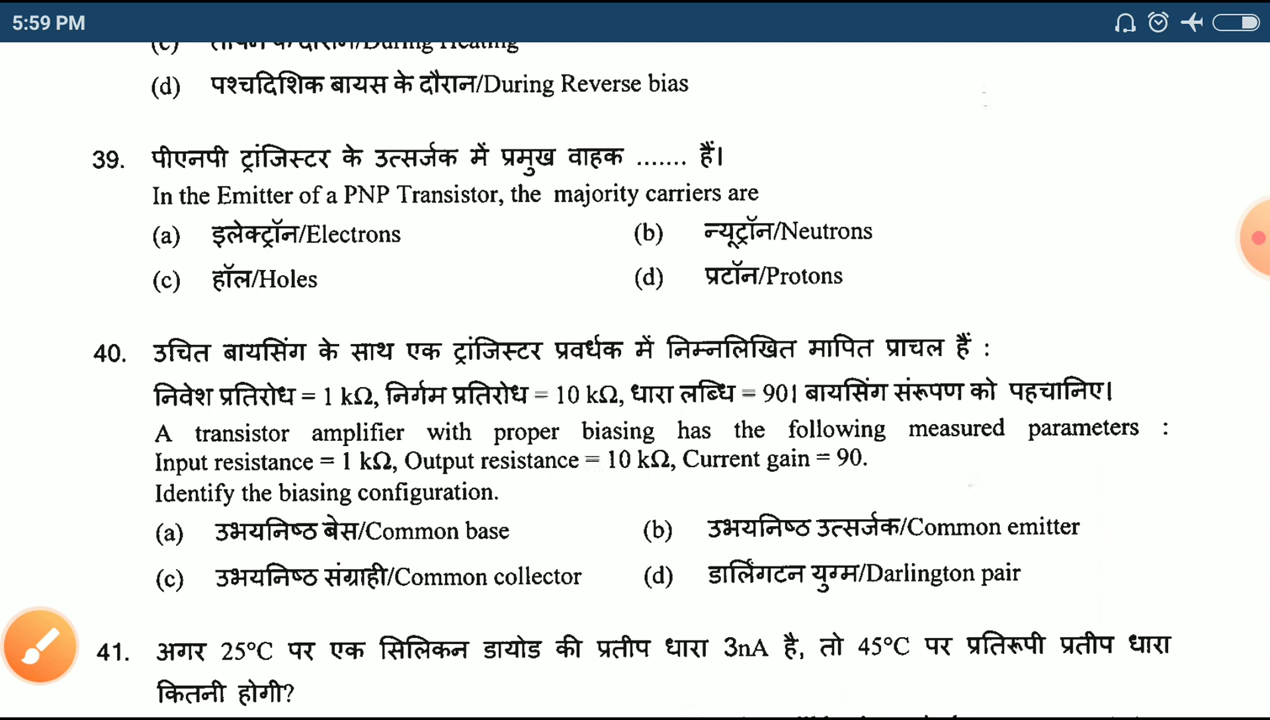 5:59 PM
(c) तापन के दौरान/During Heating
(d) पश्चदिशिक बायस के दौरान/During Reverse bias
39. पीएनपी ट्रांजिस्टर के उत्सर्जक में प्रमुख वाहक ....... हैं।
In the Emitter of a PNP Transistor, the majority carriers are
(a) इलेक्ट्रॉन/Electrons (b) न्यूट्रॉन/Neutrons
(c) हॉल/Holes (d) प्रटॉन/Protons
40. उचित बायसिंग के साथ एक ट्रांजिस्टर प्रवर्धक में निम्नलिखित मापित प्राचल हैं :
निवेश प्रतिरोध = 1 kΩ, निर्गम प्रतिरोध = 10 kΩ, धारा लब्धि = 90। बायसिंग संरूपण को पहचानिए।
A transistor amplifier with proper biasing has the following measured parameters :
Input resistance = 1 kΩ, Output resistance = 10 kΩ, Current gain = 90.
Identify the biasing configuration.
(a) उभयनिष्ठ बेस/Common base (b) उभयनिष्ठ उत्सर्जक/Common emitter
(c) उभयनिष्ठ संग्राही/Common collector (d) डार्लिंगटन युग्म/Darlington pair
41. अगर 25°C पर एक सिलिकन डायोड की प्रतीप धारा 3nA है, तो 45°C पर प्रतिरूपी प्रतीप धारा
कितनी होगी?